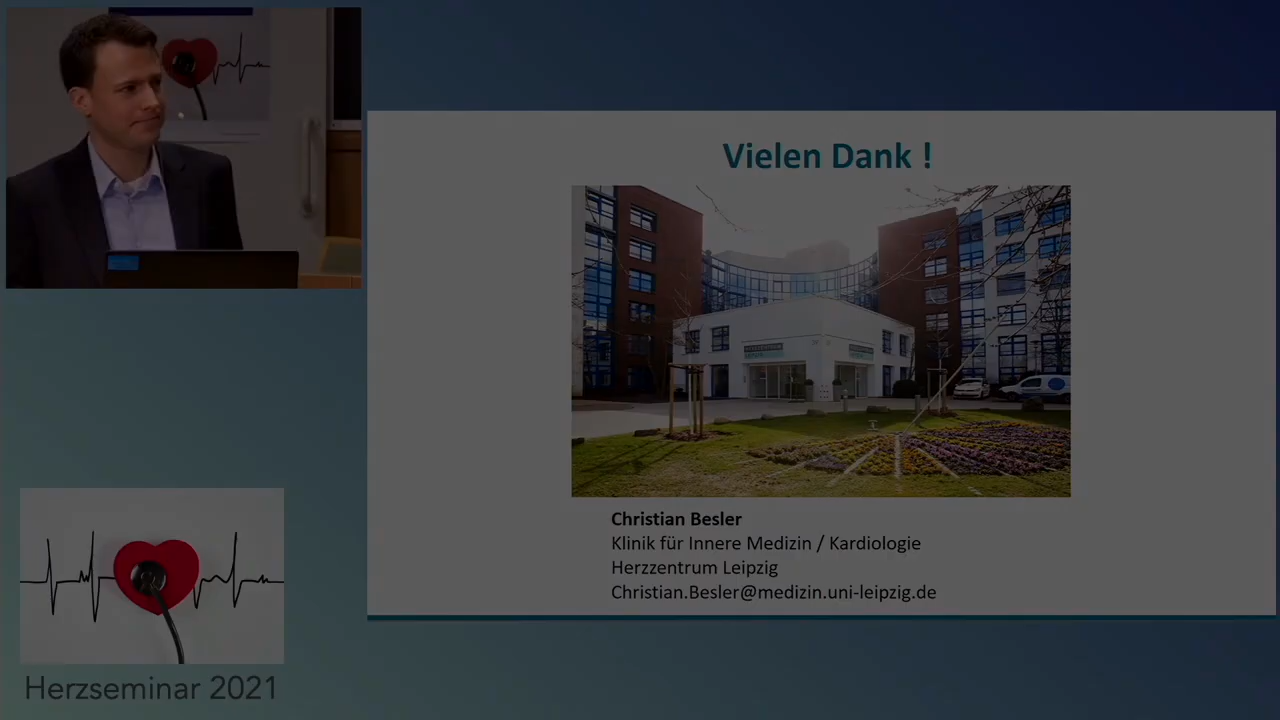 Vielen Dank !
Christian Besler
Klinik für Innere Medizin / Kardiologie
Herzzentrum Leipzig
Christian.Besler@medizin.uni-leipzig.de
Herzseminar 2021